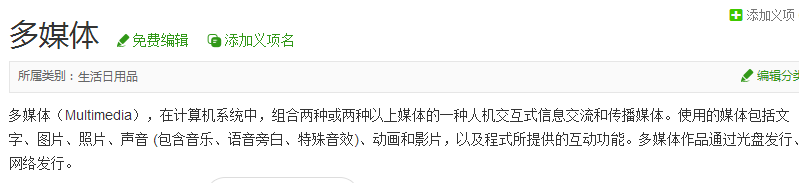 添加义项
多媒体 免费编辑 添加义项名
所属类别：生活日用品 编辑分类
多媒体（Multimedia），在计算机系统中，组合两种或两种以上媒体的一种人机交互式信息交流和传播媒体。使用的媒体包括文
字、图片、照片、声音 (包含音乐、语音旁白、特殊音效)、动画和影片，以及程式所提供的互动功能。多媒体作品通过光盘发行、
网络发行。